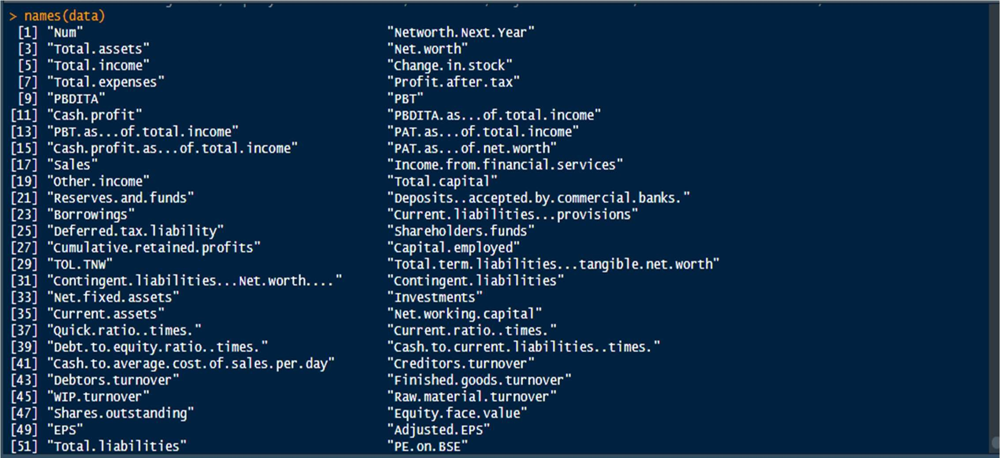 > names(data)
[1] "Num" "Networth.Next.Year"
[3] "Total.assets" "Net.worth"
[5] "Total.income" "Change.in.stock"
[7] "Total.expenses" "Profit.after.tax"
[9] "PBDITA" "PBT"
[11] "Cash.profit" "PBDITA.as...of.total.income"
[13] "PBT.as...of.total.income" "PAT.as...of.total.income"
[15] "Cash.profit.as...of.total.income" "PAT.as...of.net.worth"
[17] "Sales" "Income.from.financial.services"
[19] "Other.income" "Total.capital"
[21] "Reserves.and.funds" "Deposits..accepted.by.commercial.banks."
[23] "Borrowings" "Current.liabilities...provisions"
[25] "Deferred.tax.liability" "Shareholders.funds"
[27] "Cumulative.retained.profits" "Capital.employed"
[29] "TOL.TNW" "Total.term.liabilities...tangible.net.worth"
[31] "Contingent.liabilities...Net.worth...." "Contingent.liabilities"
[33] "Net.fixed.assets" "Investments"
[35] "Current.assets" "Net.working.capital"
[37] "Quick.ratio..times." "Current.ratio..times."
[39] "Debt.to.equity.ratio..times." "Cash.to.current.liabilities..times."
[41] "Cash.to.average.cost.of.sales.per.day" "Creditors.turnover"
[43] "Debtors.turnover" "Finished.goods.turnover"
[45] "WIP.turnover" "Raw.material.turnover"
[47] "Shares.outstanding" "Equity.face.value"
[49] "EPS" "Adjusted.EPS"
[51] "Total.liabilities" "PE.on.BSE"